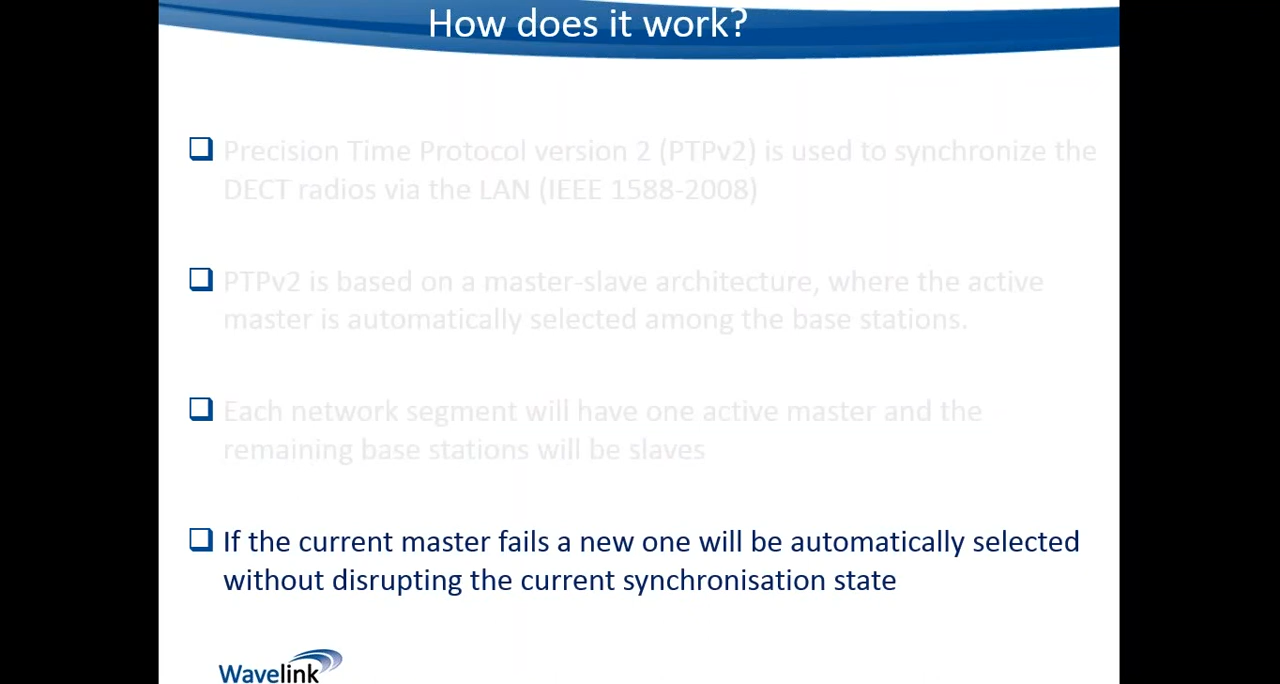 How does it work?
Precision Time Protocol version 2 (PTPv2) is used to synchronize the
DECT radios via the LAN (IEEE 1588-2008)
PTPv2 is based on a master-slave architecture, where the active
master is automatically selected among the base stations.
Each network segment will have one active master and the
remaining base stations will be slaves
If the current master fails a new one will be automatically selected
without disrupting the current synchronisation state
Wavelink